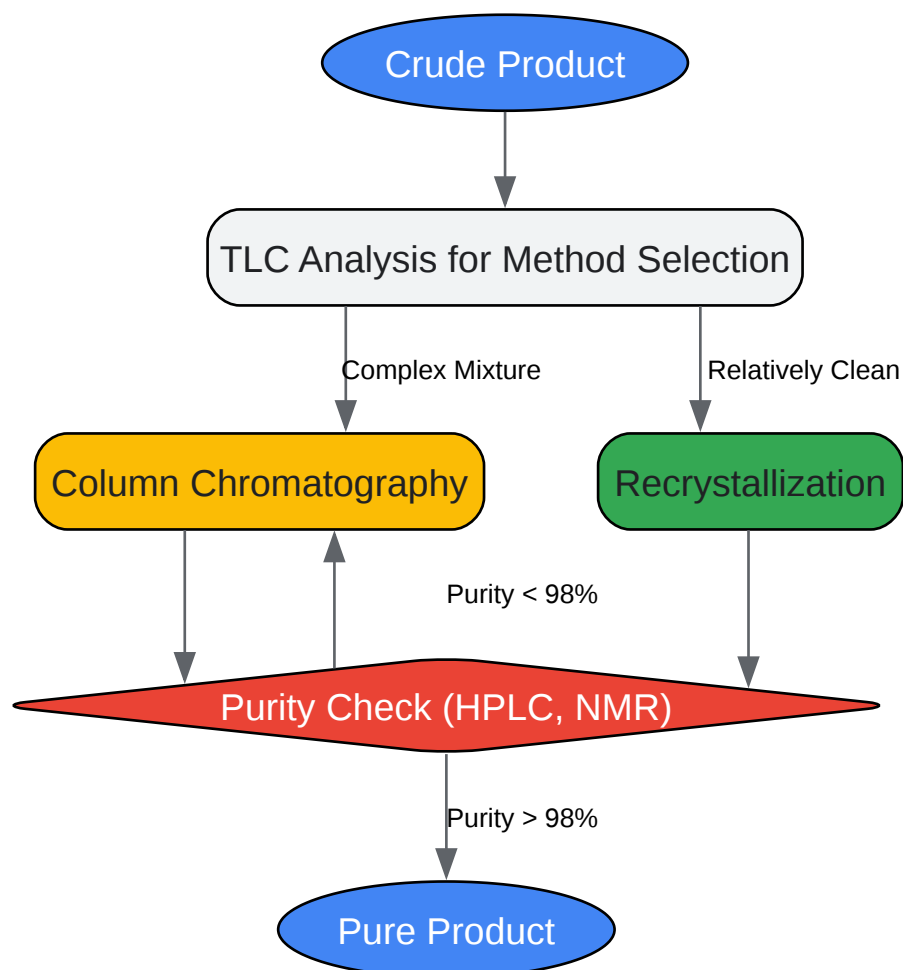 Crude Product
TLC Analysis for Method Selection
Complex Mixture
Relatively Clean
Column Chromatography
Recrystallization
Purity < 98%
Purity Check (HPLC, NMR)
Purity > 98%
Pure Product